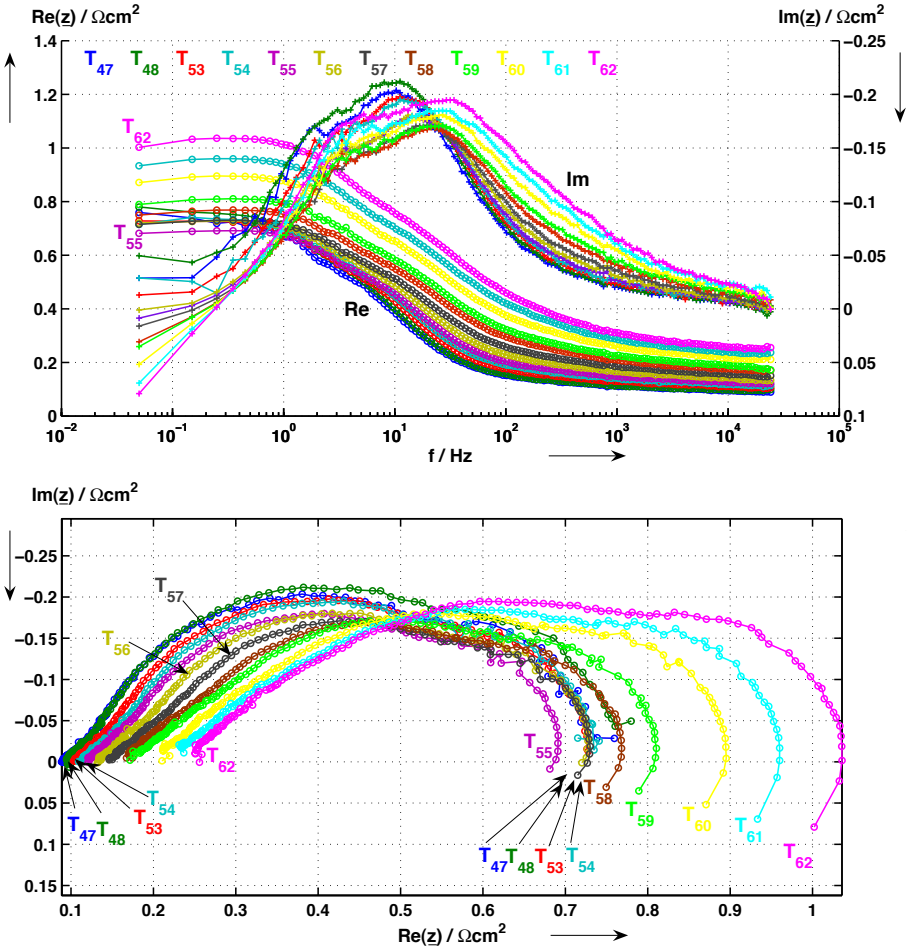 Re(z) / Ωcm² Im(z) / Ωcm²
1.4 -0.25
T47 T48 T53 T54 T55 T56 T57 T58 T59 T60 T61 T62
1.2 -0.2
T62
1 -0.15
Im
0.8 -0.1
T55
0.6 -0.05
Re
0.4 0
0.2 0.05
0 0.1
10⁻² 10⁻¹ 10⁰ 10¹ 10² 10³ 10⁴ 10⁵
f / Hz
Im(z) / Ωcm²
-0.25
T57
-0.2
-0.15
T56
-0.1
-0.05
T62 T55
0
T58
T54 T59 T60
0.05
T47 T48 T53 T61
T47 T48 T53 T54 T62
0.1
0.15
0.1 0.2 0.3 0.4 0.5 0.6 0.7 0.8 0.9 1
Re(z) / Ωcm²